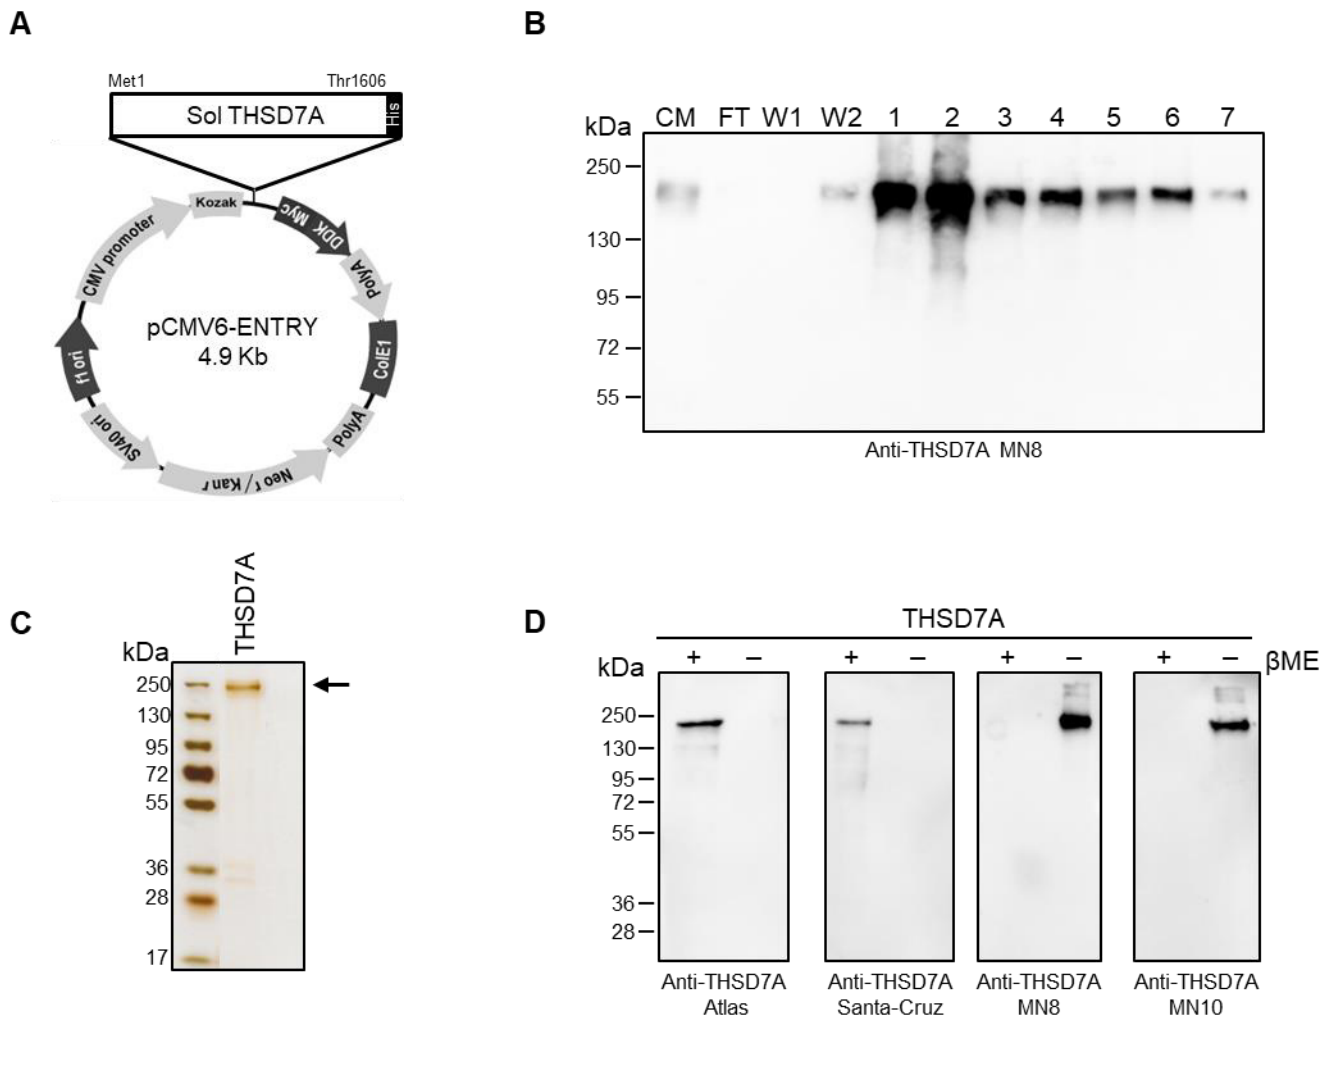 A
Met1 Thr1606
Sol THSD7A His
Kozak
Myc DDK
CMV promoter
PolyA
pCMV6-ENTRY
4.9 Kb
f1 ori
ColE1
SV40 ori
PolyA
Neo r / Kan r
B
kDa CM FT W1 W2 1 2 3 4 5 6 7
250
130
95
72
55
Anti-THSD7A MN8
C
THSD7A
kDa
250
130
95
72
55
36
28
17
D
THSD7A
kDa + – + – + – + – βME
250
130
95
72
55
36
28
Anti-THSD7A Anti-THSD7A Anti-THSD7A Anti-THSD7A
Atlas Santa-Cruz MN8 MN10